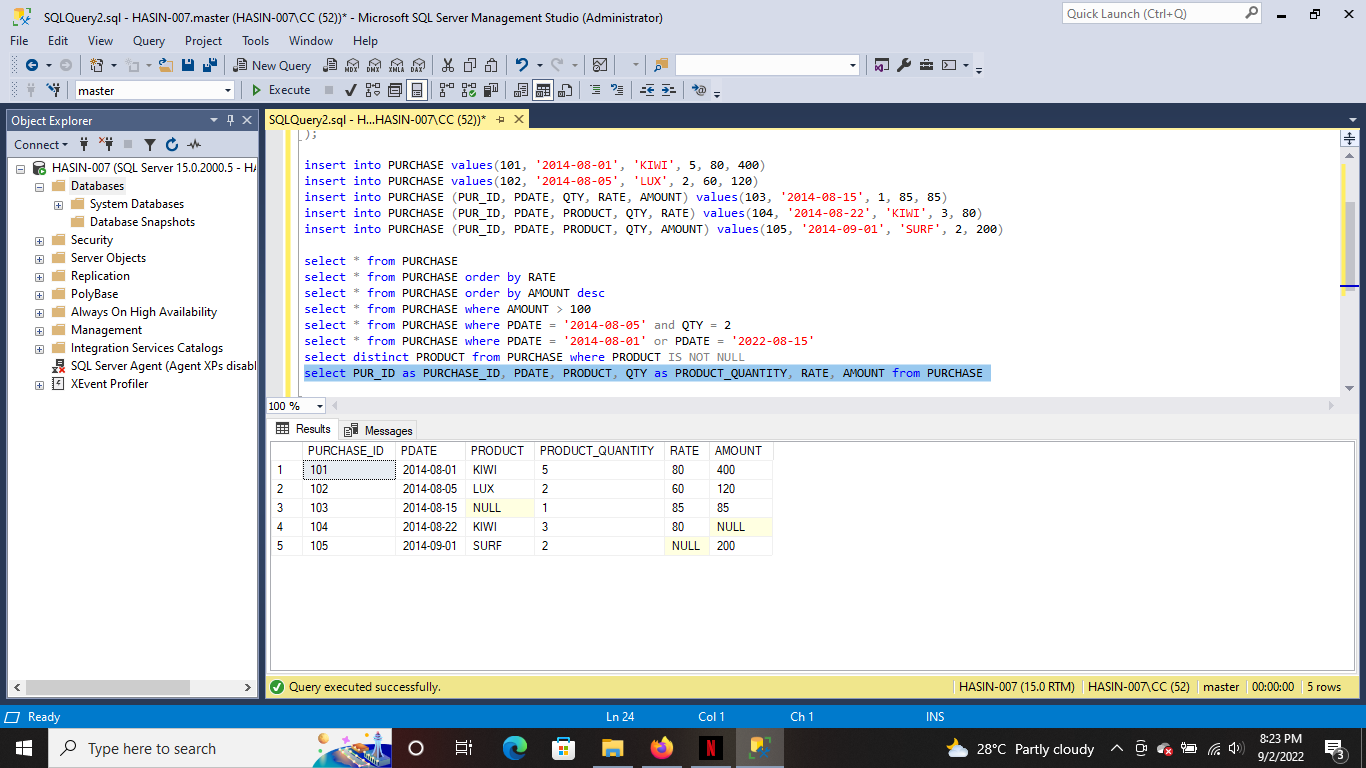 SQLQuery2.sql - HASIN-007.master (HASIN-007\CC (52))* - Microsoft SQL Server Management Studio (Administrator)
Quick Launch (Ctrl+Q)
File Edit View Query Project Tools Window Help
New Query
MDX DMX XMLA DAX
master
Execute
Object Explorer
Connect
HASIN-007 (SQL Server 15.0.2000.5 - HA
Databases
System Databases
Database Snapshots
Security
Server Objects
Replication
PolyBase
Always On High Availability
Management
Integration Services Catalogs
SQL Server Agent (Agent XPs disabl
XEvent Profiler
SQLQuery2.sql - H...HASIN-007\CC (52))*
);
insert into PURCHASE values(101, '2014-08-01', 'KIWI', 5, 80, 400)
insert into PURCHASE values(102, '2014-08-05', 'LUX', 2, 60, 120)
insert into PURCHASE (PUR_ID, PDATE, QTY, RATE, AMOUNT) values(103, '2014-08-15', 1, 85, 85)
insert into PURCHASE (PUR_ID, PDATE, PRODUCT, QTY, RATE) values(104, '2014-08-22', 'KIWI', 3, 80)
insert into PURCHASE (PUR_ID, PDATE, PRODUCT, QTY, AMOUNT) values(105, '2014-09-01', 'SURF', 2, 200)
select * from PURCHASE
select * from PURCHASE order by RATE
select * from PURCHASE order by AMOUNT desc
select * from PURCHASE where AMOUNT > 100
select * from PURCHASE where PDATE = '2014-08-05' and QTY = 2
select * from PURCHASE where PDATE = '2014-08-01' or PDATE = '2022-08-15'
select distinct PRODUCT from PURCHASE where PRODUCT IS NOT NULL
select PUR_ID as PURCHASE_ID, PDATE, PRODUCT, QTY as PRODUCT_QUANTITY, RATE, AMOUNT from PURCHASE
100 %
Results Messages
PURCHASE_ID PDATE PRODUCT PRODUCT_QUANTITY RATE AMOUNT
1 101 2014-08-01 KIWI 5 80 400
2 102 2014-08-05 LUX 2 60 120
3 103 2014-08-15 NULL 1 85 85
4 104 2014-08-22 KIWI 3 80 NULL
5 105 2014-09-01 SURF 2 NULL 200
Query executed successfully.
HASIN-007 (15.0 RTM) HASIN-007\CC (52) master 00:00:00 5 rows
Ready Ln 24 Col 1 Ch 1 INS
Type here to search
N
28°C Partly cloudy
8:23 PM
9/2/2022
3